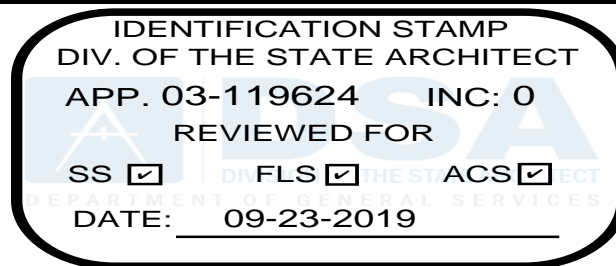 IDENTIFICATION STAMP
DIV. OF THE STATE ARCHITECT
APP. 03-119624 INC: 0
REVIEWED FOR
SS ☑ FLS ☑ ACS ☑
DATE: 09-23-2019
DSA
DEPARTMENT OF GENERAL SERVICES